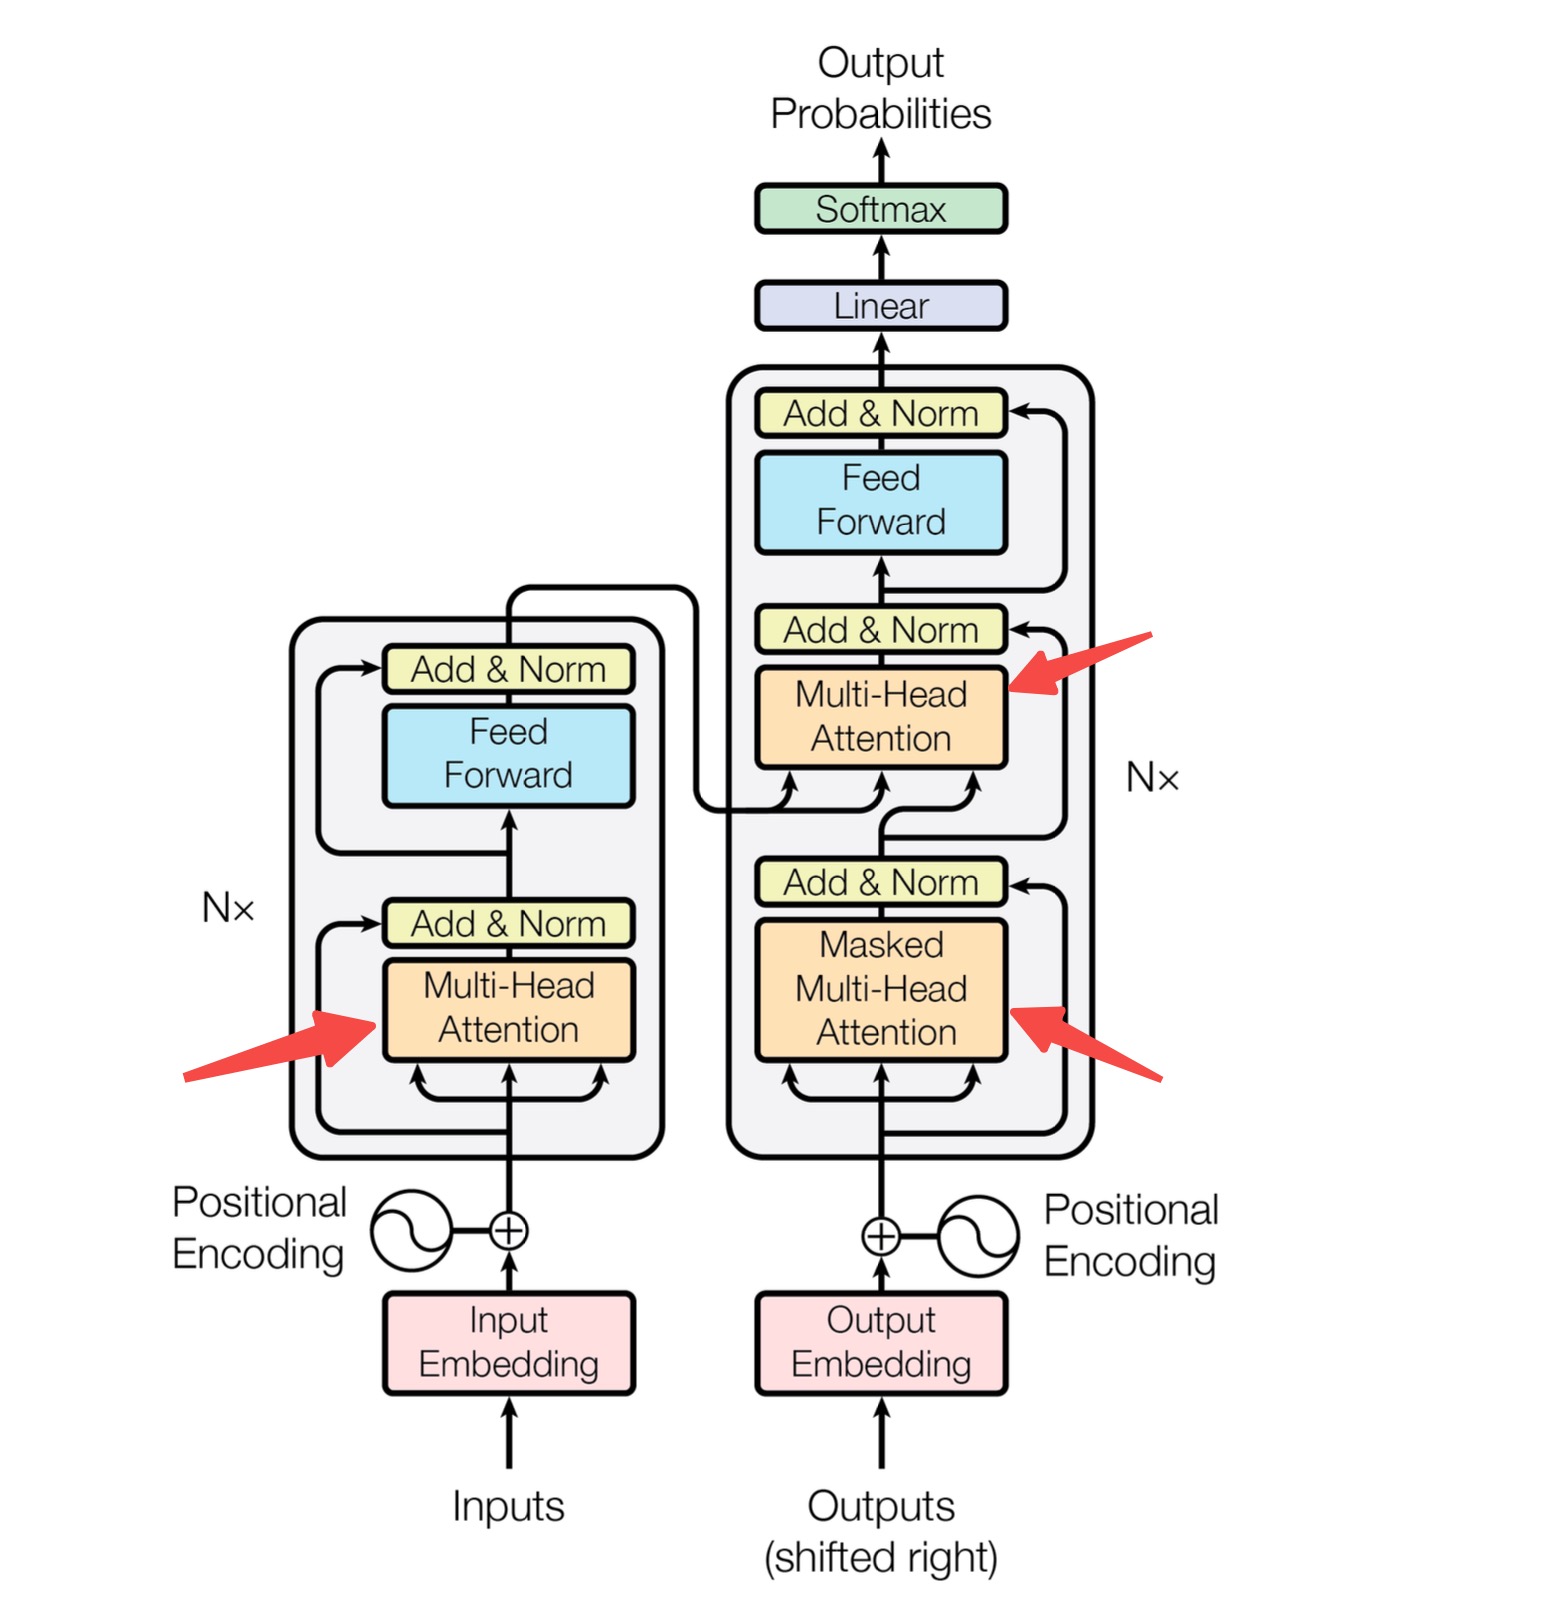 Output
Probabilities
Softmax
Linear
Add & Norm
Feed
Forward
Add & Norm
Multi-Head
Attention
N×
Add & Norm
Masked
Multi-Head
Attention
Add & Norm
Feed
Forward
N×
Add & Norm
Multi-Head
Attention
Positional
Encoding
Positional
Encoding
Input
Embedding
Output
Embedding
Inputs
Outputs
(shifted right)